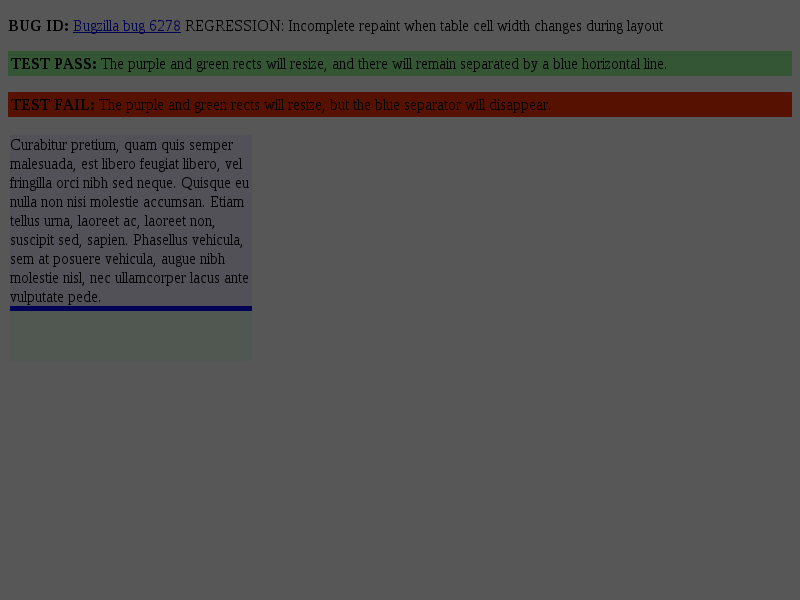 BUG ID: Bugzilla bug 6278 REGRESSION: Incomplete repaint when table cell width changes during layout
TEST PASS: The purple and green rects will resize, and there will remain separated by a blue horizontal line.
TEST FAIL: The purple and green rects will resize, but the blue separator will disappear.
Curabitur pretium, quam quis semper
malesuada, est libero feugiat libero, vel
fringilla orci nibh sed neque. Quisque eu
nulla non nisi molestie accumsan. Etiam
tellus urna, laoreet ac, laoreet non,
suscipit sed, sapien. Phasellus vehicula,
sem at posuere vehicula, augue nibh
molestie nisl, nec ullamcorper lacus ante
vulputate pede.